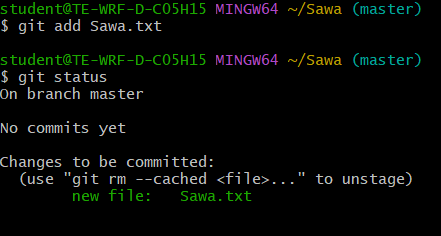 student@TE-WRF-D-CO5H15 MINGW64 ~/Sawa (master)
$ git add Sawa.txt
student@TE-WRF-D-CO5H15 MINGW64 ~/Sawa (master)
$ git status
On branch master
No commits yet
Changes to be committed:
(use "git rm --cached <file>..." to unstage)
new file: Sawa.txt